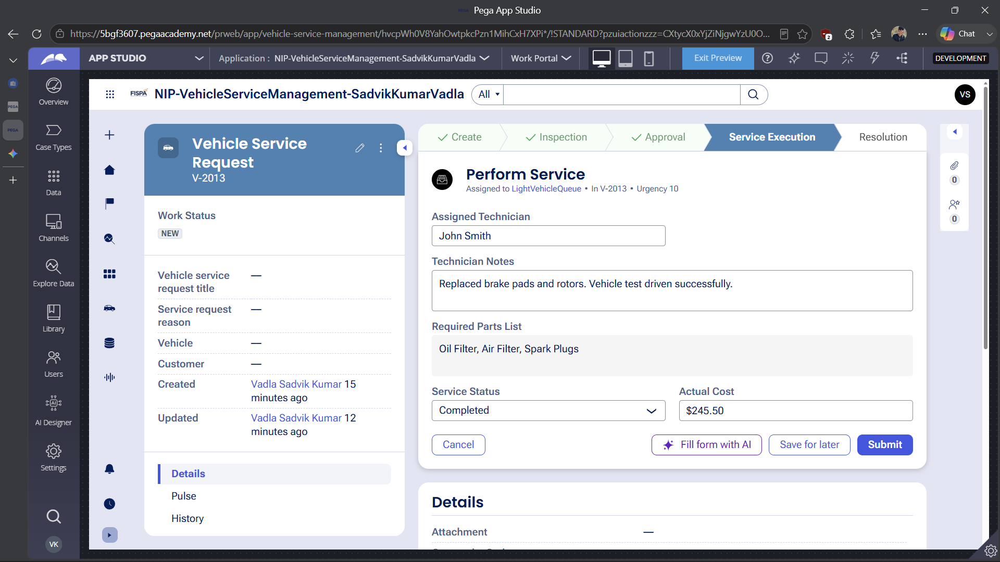 PEGA Pega App Studio
https://5bgf3607.pegaacademy.net/prweb/app/vehicle-service-management/hvcpWh0V8YahOwtpkcPzn1MihCxH7XPi*/!STANDARD?pzuiactionzzz=CXtycX0xYjZiNjgwYzU0O...
2
Chat
APP STUDIO
Application : NIP-VehicleServiceManagement-SadvikKumarVadla
Work Portal
Exit Preview
DEVELOPMENT
PEGA
PEGA
Overview
Case Types
Data
Channels
Explore Data
Library
Users
AI
AI Designer
Settings
VK
FISPA
NIP-VehicleServiceManagement-SadvikKumarVadla
All
VS
Vehicle Service
Request
V-2013
Work Status
NEW
Vehicle service
request title
—
Service request
reason
—
Vehicle —
Customer —
Created Vadla Sadvik Kumar 15
minutes ago
Updated Vadla Sadvik Kumar 12
minutes ago
Details
Pulse
History
Create
Inspection
Approval
Service Execution
Resolution
Perform Service
Assigned to LightVehicleQueue • In V-2013 • Urgency 10
Assigned Technician
John Smith
Technician Notes
Replaced brake pads and rotors. Vehicle test driven successfully.
Required Parts List
Oil Filter, Air Filter, Spark Plugs
Service Status
Completed
Actual Cost
$245.50
Cancel
Fill form with AI
Save for later
Submit
Details
Attachment —
0
0